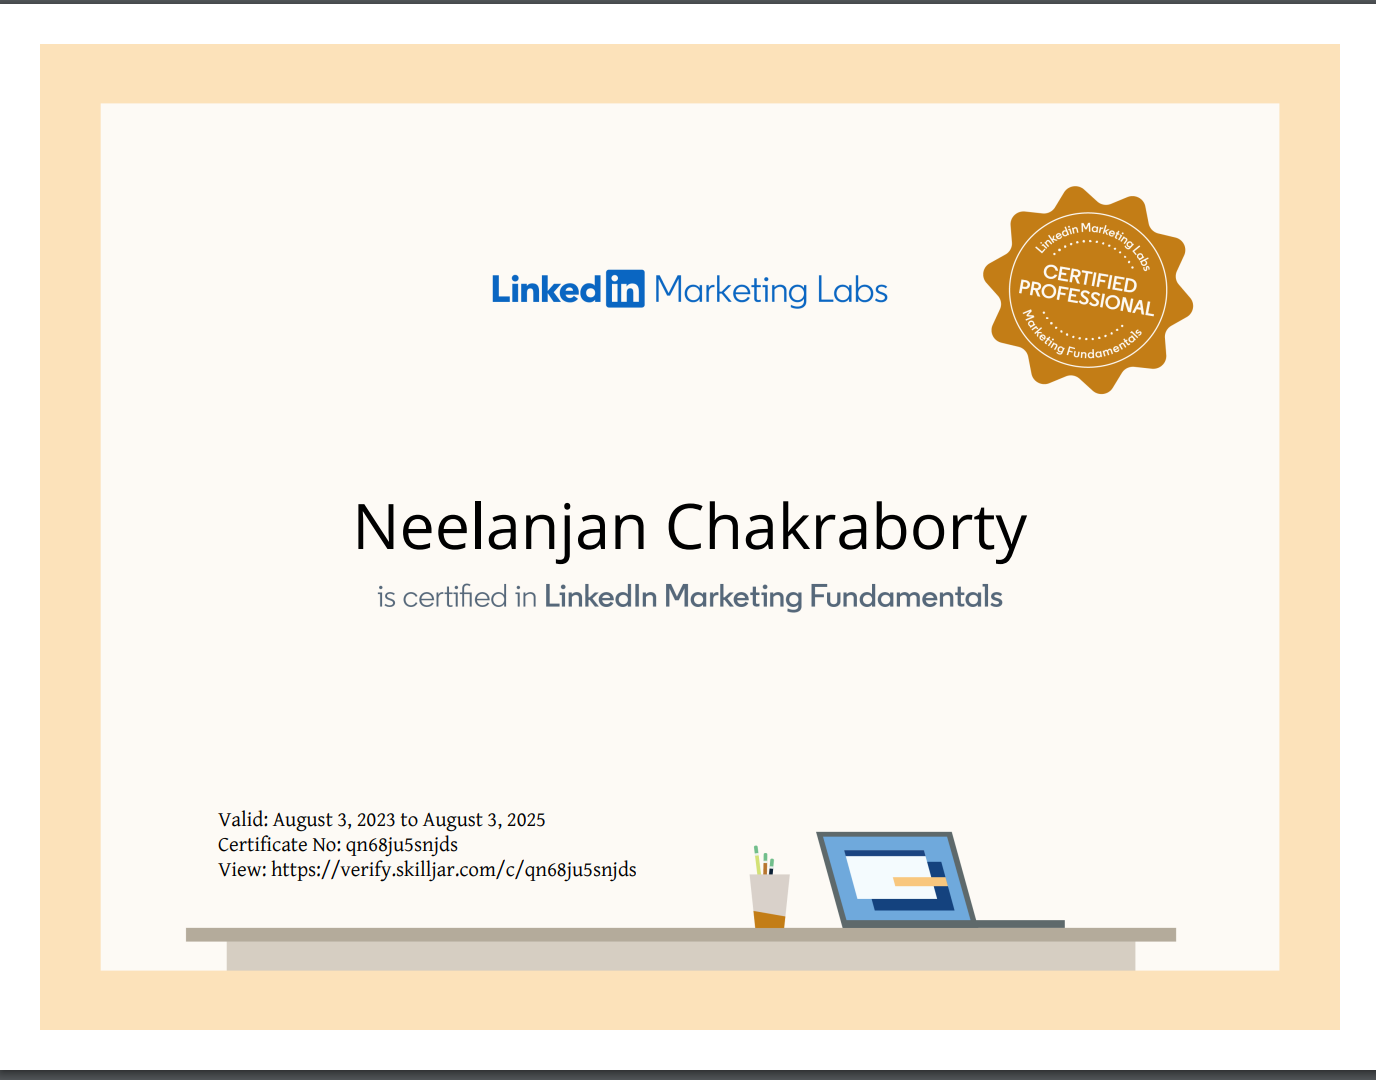 Linked in Marketing Labs
Linkedin Marketing Labs
CERTIFIED
PROFESSIONAL
Marketing Fundamentals
Neelanjan Chakraborty
is certified in LinkedIn Marketing Fundamentals
Valid: August 3, 2023 to August 3, 2025
Certificate No: qn68ju5snjds
View: https://verify.skilljar.com/c/qn68ju5snjds